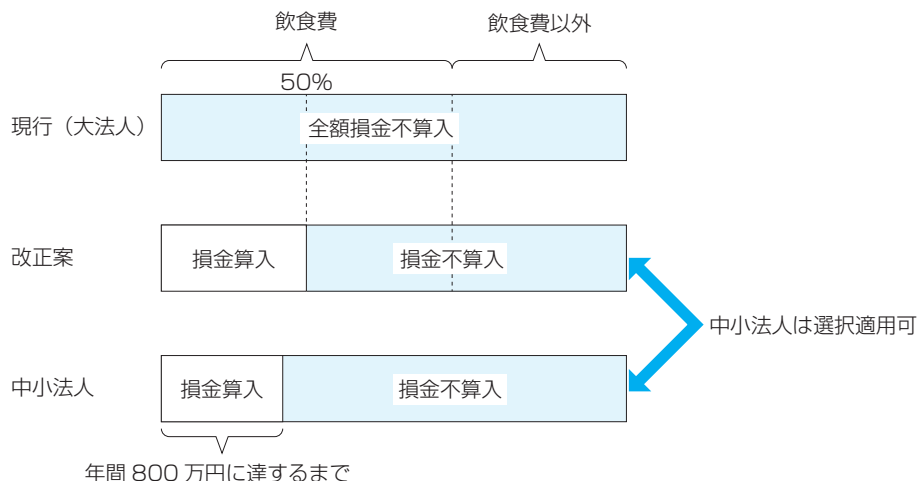 飲食費
飲食費以外
50%
現行（大法人）
全額損金不算入
改正案
損金算入
損金不算入
中小法人は選択適用可
中小法人
損金算入
損金不算入
年間 800 万円に達するまで